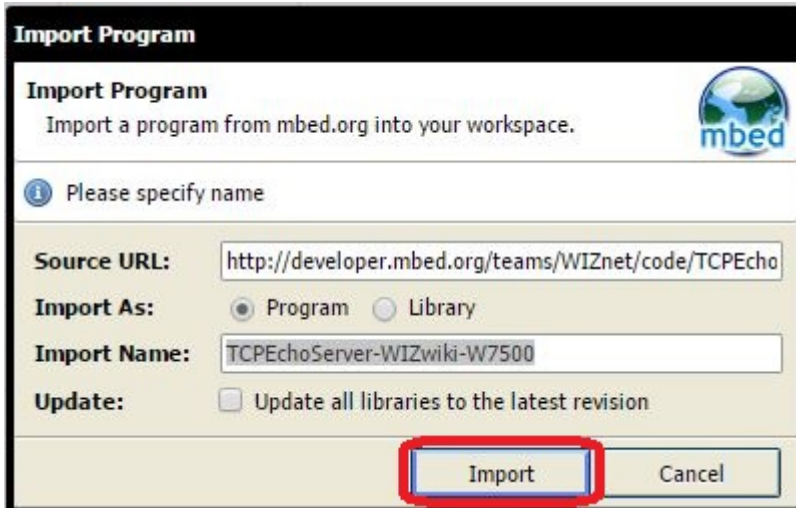 Import Program
Import Program
Import a program from mbed.org into your workspace.
mbed
Please specify name
Source URL: http://developer.mbed.org/teams/WIZnet/code/TCPEcho
Import As: Program Library
Import Name: TCPEchoServer-WIZwiki-W7500
Update: Update all libraries to the latest revision
Import Cancel